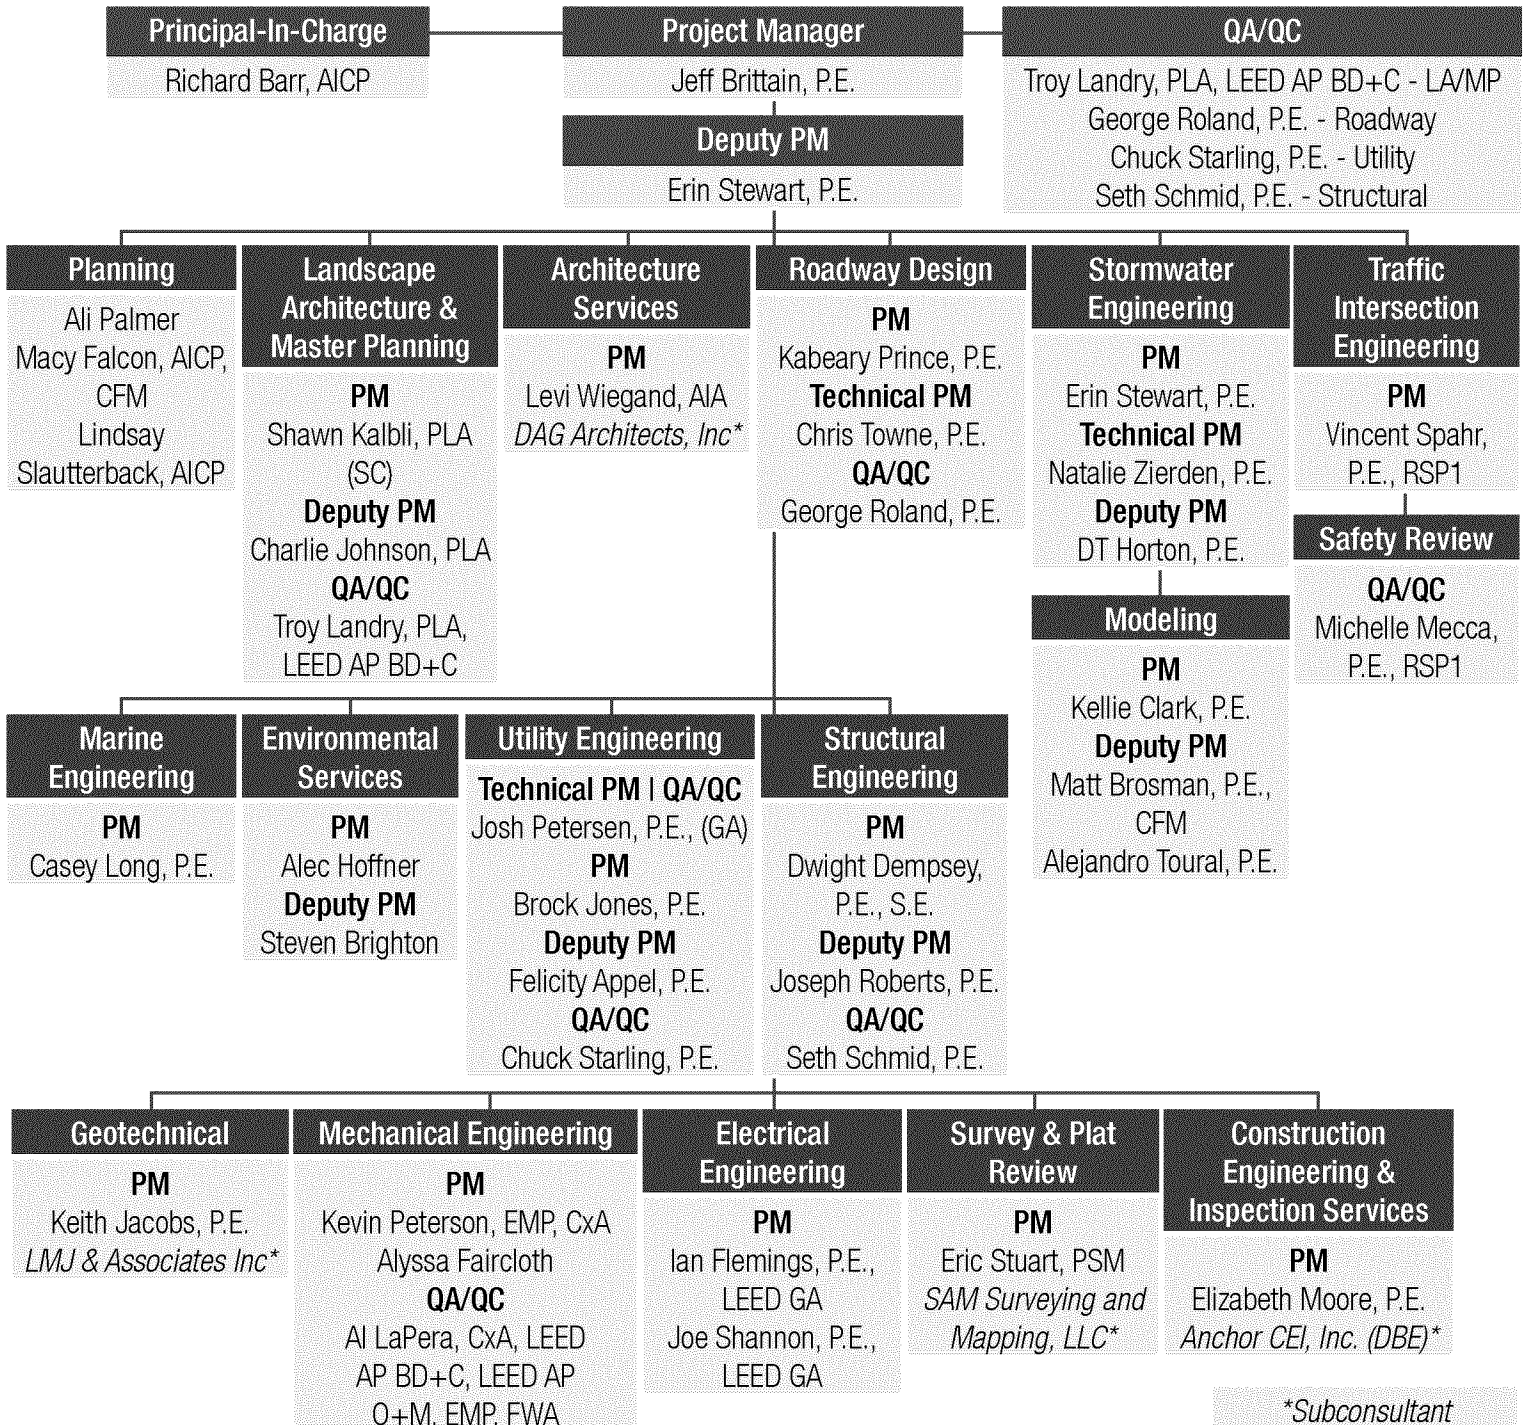 Principal-In-Charge
Richard Barr, AICP
Project Manager
Jeff Brittain, P.E.
Deputy PM
Erin Stewart, P.E.
QA/QC
Troy Landry, PLA, LEED AP BD+C - LA/MP
George Roland, P.E. - Roadway
Chuck Starling, P.E. - Utility
Seth Schmid, P.E. - Structural
Planning
Ali Palmer
Macy Falcon, AICP,
CFM
Lindsay
Slautterback, AICP
Landscape
Architecture &
Master Planning
PM
Shawn Kalbli, PLA
(SC)
Deputy PM
Charlie Johnson, PLA
QA/QC
Troy Landry, PLA,
LEED AP BD+C
Architecture
Services
PM
Levi Wiegand, AIA
DAG Architects, Inc*
Roadway Design
PM
Kabeary Prince, P.E.
Technical PM
Chris Towne, P.E.
QA/QC
George Roland, P.E.
Stormwater
Engineering
PM
Erin Stewart, P.E.
Technical PM
Natalie Zierden, P.E.
Deputy PM
DT Horton, P.E.
Modeling
PM
Kellie Clark, P.E.
Deputy PM
Matt Brosman, P.E.,
CFM
Alejandro Toural, P.E.
Traffic
Intersection
Engineering
PM
Vincent Spahr,
P.E., RSP1
Safety Review
QA/QC
Michelle Mecca,
P.E., RSP1
Marine
Engineering
PM
Casey Long, P.E.
Environmental
Services
PM
Alec Hoffner
Deputy PM
Steven Brighton
Utility Engineering
Technical PM | QA/QC
Josh Petersen, P.E., (GA)
PM
Brock Jones, P.E.
Deputy PM
Felicity Appel, P.E.
QA/QC
Chuck Starling, P.E.
Structural
Engineering
PM
Dwight Dempsey,
P.E., S.E.
Deputy PM
Joseph Roberts, P.E.
QA/QC
Seth Schmid, P.E.
Geotechnical
PM
Keith Jacobs, P.E.
LMJ & Associates Inc*
Mechanical Engineering
PM
Kevin Peterson, EMP, CxA
Alyssa Faircloth
QA/QC
Al LaPera, CxA, LEED
AP BD+C, LEED AP
O+M, EMP, FWA
Electrical
Engineering
PM
Ian Flemings, P.E.,
LEED GA
Joe Shannon, P.E.,
LEED GA
Survey & Plat
Review
PM
Eric Stuart, PSM
SAM Surveying and
Mapping, LLC*
Construction
Engineering &
Inspection Services
PM
Elizabeth Moore, P.E.
Anchor CEI, Inc. (DBE)*
*Subconsultant